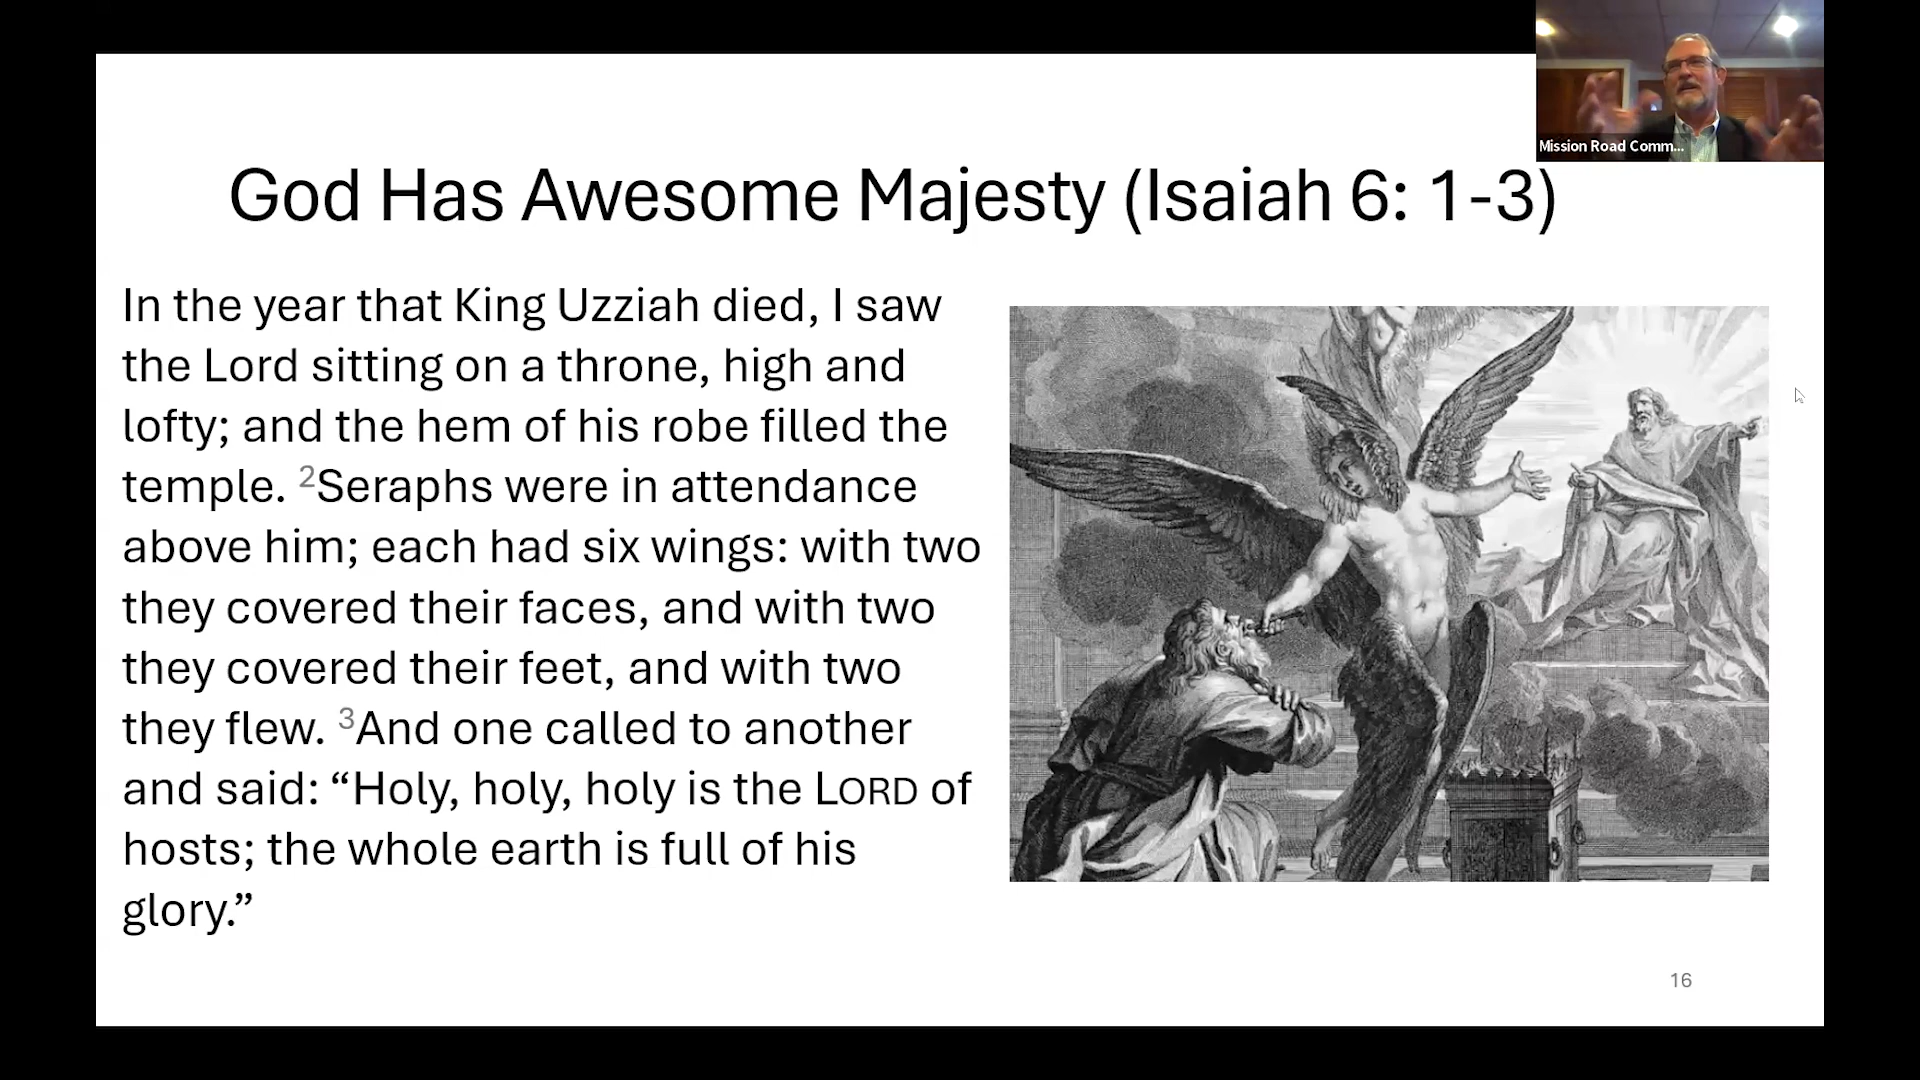 Mission Road Comm...
God Has Awesome Majesty (Isaiah 6: 1-3)
In the year that King Uzziah died, I saw
the Lord sitting on a throne, high and
lofty; and the hem of his robe filled the
temple. ²Seraphs were in attendance
above him; each had six wings: with two
they covered their faces, and with two
they covered their feet, and with two
they flew. ³And one called to another
and said: “Holy, holy, holy is the LORD of
hosts; the whole earth is full of his
glory.”
16